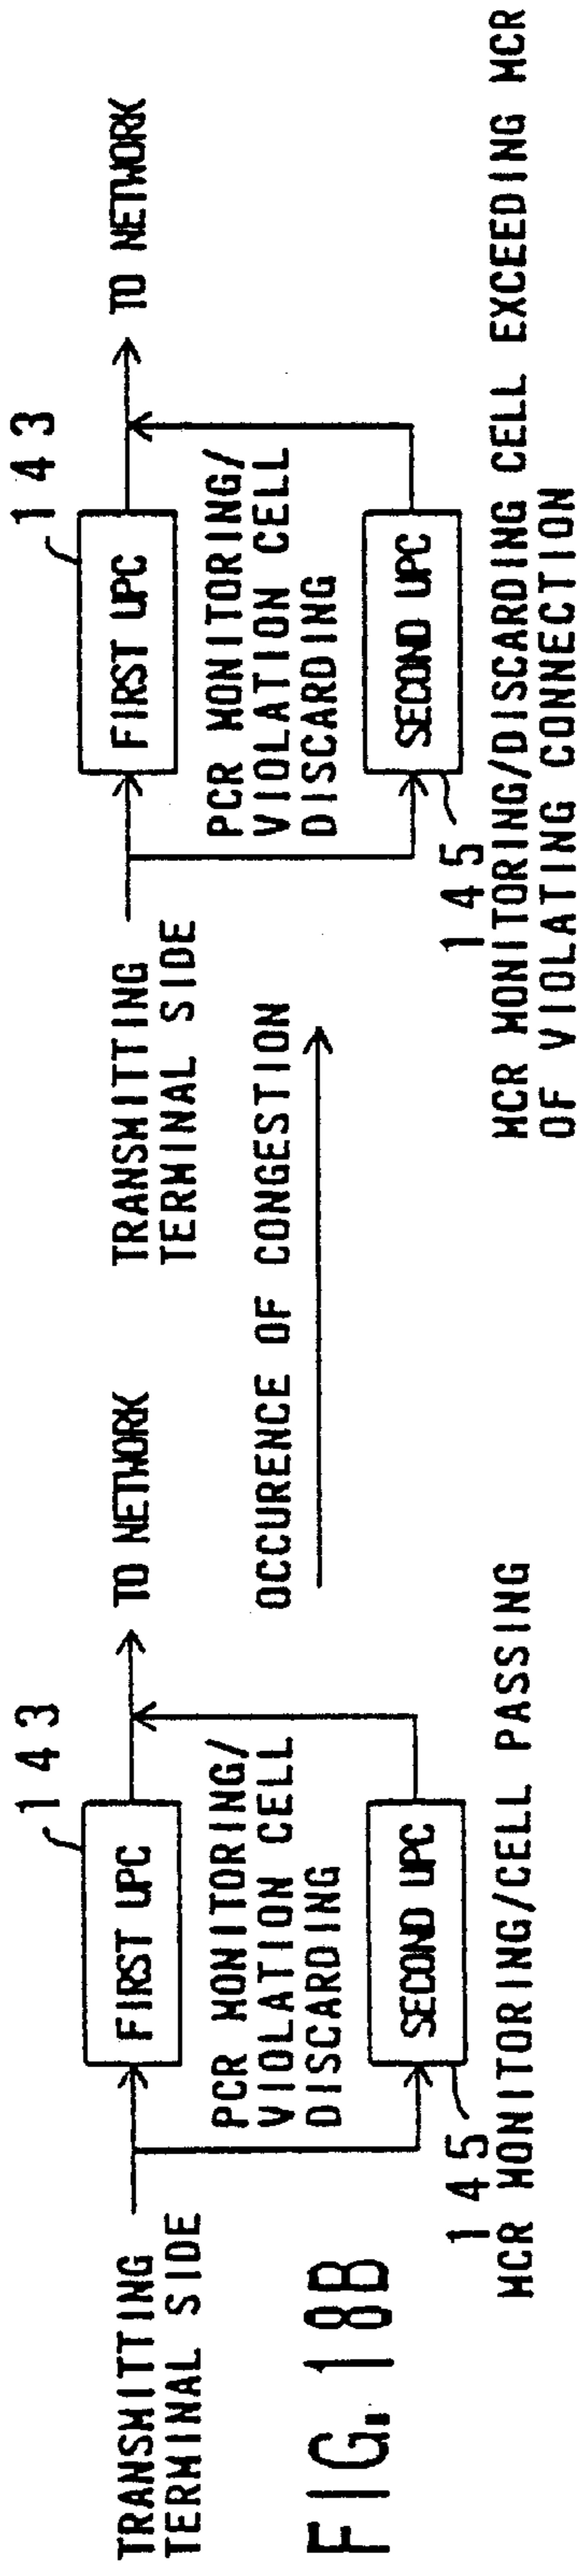 TRANSMITTING
TERMINAL SIDE
143
FIRST UPC
TO NETWORK
PCR MONITORING/
VIOLATION CELL
DISCARDING
SECOND UPC
145
MCR MONITORING/CELL PASSING
OCCURENCE OF CONGESTION
TRANSMITTING
TERMINAL SIDE
143
FIRST UPC
TO NETWORK
PCR MONITORING/
VIOLATION CELL
DISCARDING
SECOND UPC
145
MCR MONITORING/DISCARDING CELL EXCEEDING MCR
OF VIOLATING CONNECTION
FIG. 18B